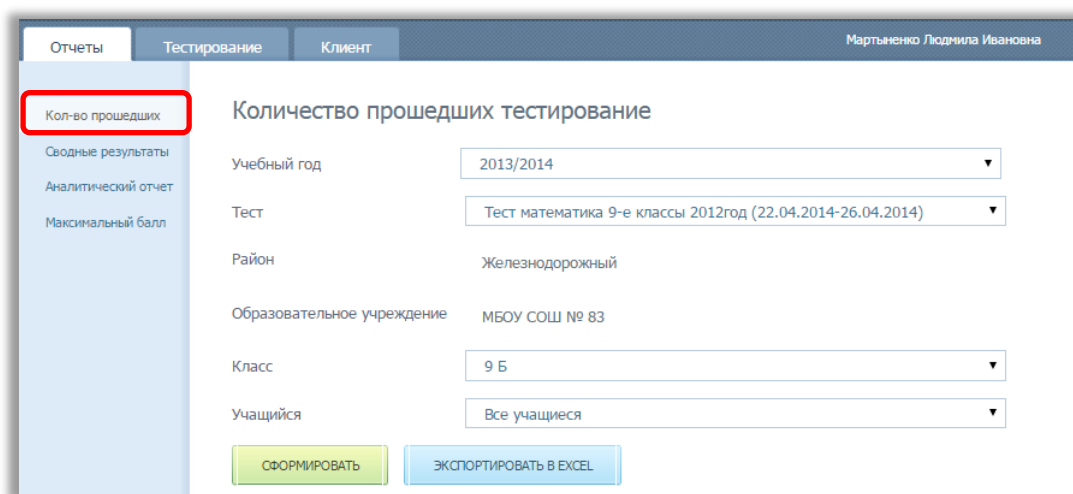 Отчеты
Тестирование
Клиент
Мартыненко Людмила Ивановна
Кол-во прошедших
Сводные результаты
Аналитический отчет
Максимальный балл
Количество прошедших тестирование
Учебный год
2013/2014
Тест
Тест математика 9-е классы 2012год (22.04.2014-26.04.2014)
Район
Железнодорожный
Образовательное учреждение
МБОУ СОШ № 83
Класс
9 Б
Учащийся
Все учащиеся
СФОРМИРОВАТЬ
ЭКСПОРТИРОВАТЬ В EXCEL